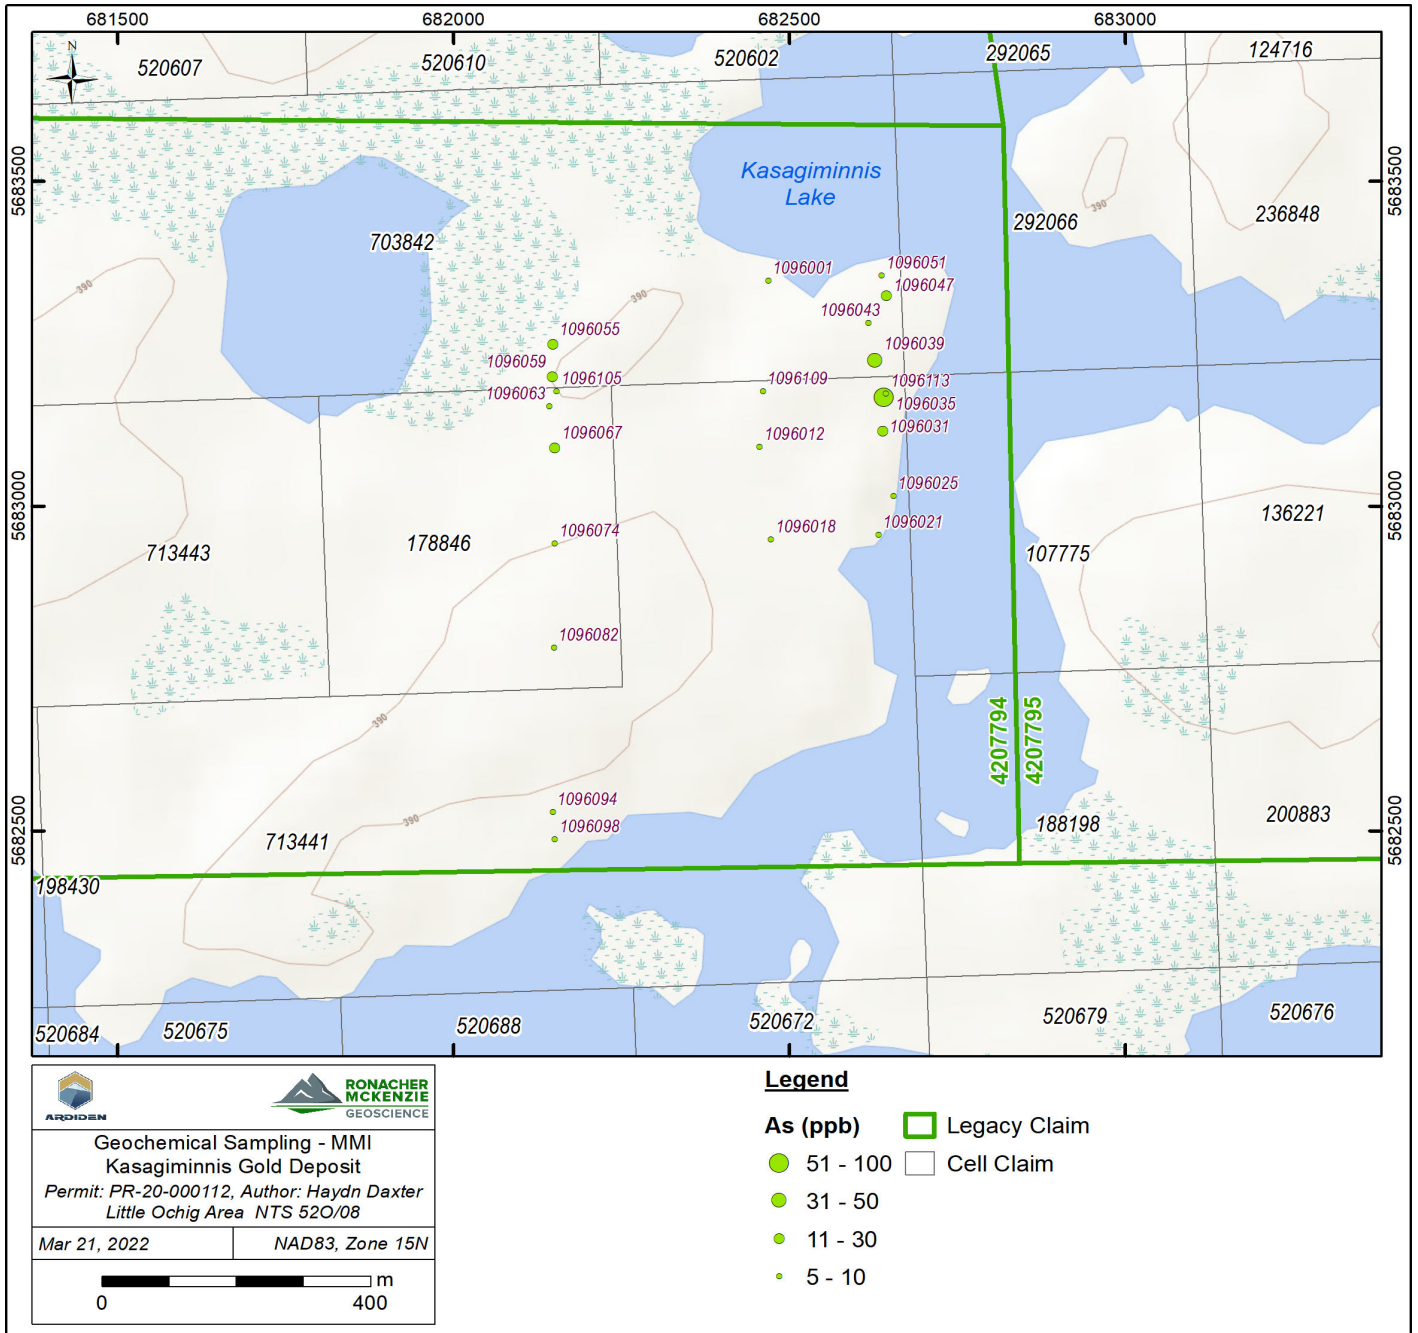 681500
682000
682500
683000
N
520607
520610
520602
292065
124716
5683500
5683500
Kasagiminnis
Lake
703842
292066
236848
390
390
390
1096001
1096051
1096047
1096043
1096055
1096039
1096059
1096105
1096063
1096109
1096113
1096035
1096067
1096012
1096031
1096025
5683000
5683000
1096074
1096018
1096021
136221
713443
178846
107775
1096082
390
4207794
4207795
1096094
390
1096098
5682500
5682500
713441
188198
200883
198430
520684
520675
520688
520672
520679
520676
ARDIDEN
RONACHER
MCKENZIE
GEOSCIENCE
Geochemical Sampling - MMI
Kasagiminnis Gold Deposit
Permit: PR-20-000112, Author: Haydn Daxter
Little Ochig Area NTS 52O/08
Mar 21, 2022
NAD83, Zone 15N
m
0
400
Legend
As (ppb)
51 - 100
31 - 50
11 - 30
5 - 10
Legacy Claim
Cell Claim